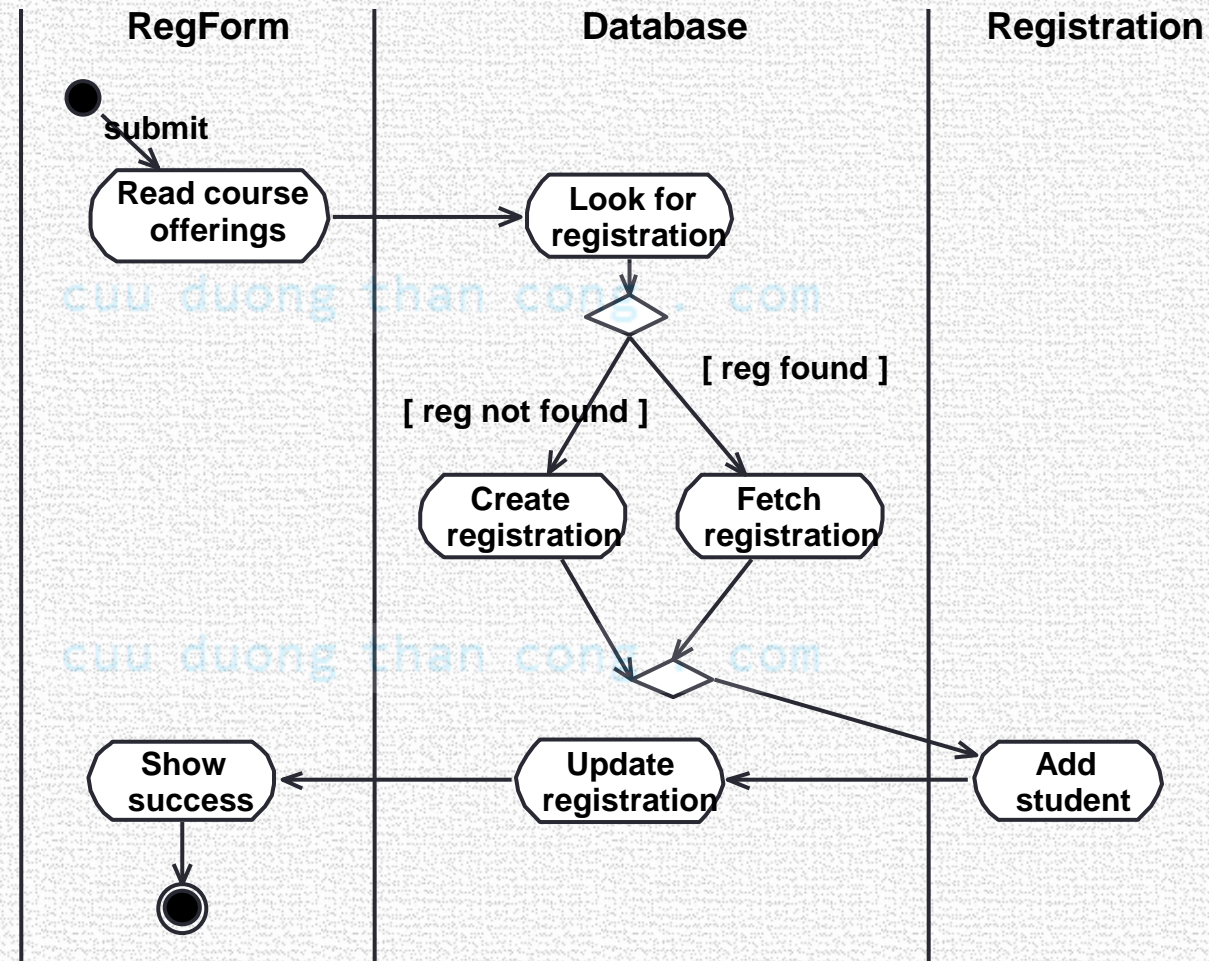 RegForm
Database
Registration
submit
Read course
offerings
Look for
registration
cuu duong than cong . com
[ reg found ]
[ reg not found ]
Create
registration
Fetch
registration
cuu duong than cong . com
Show
success
Update
registration
Add
student